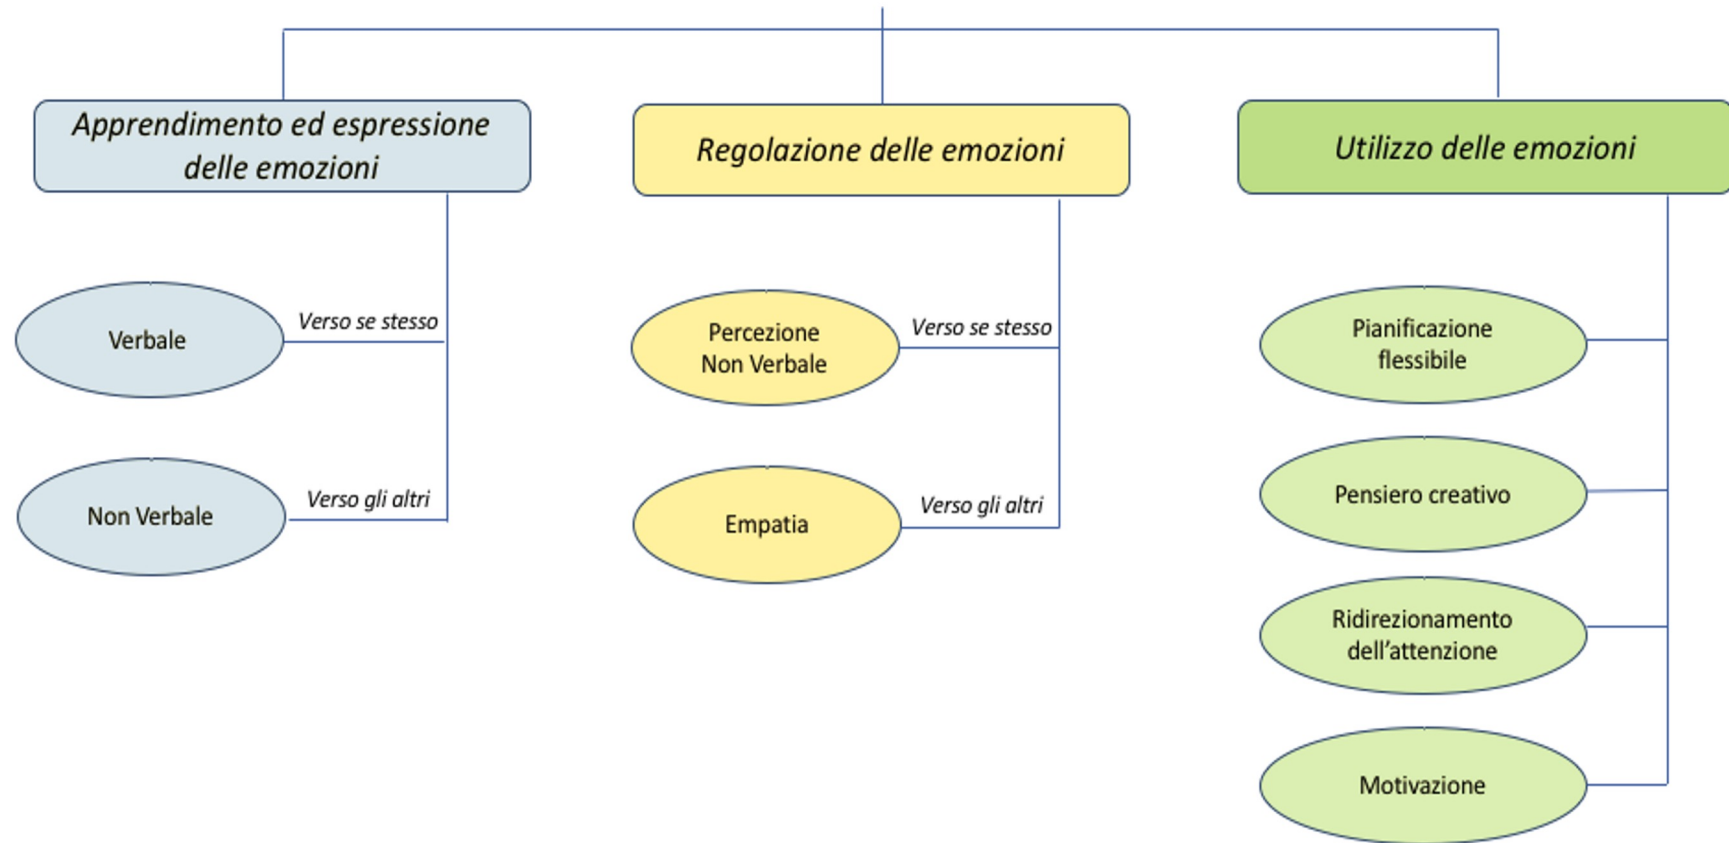 Apprendimento ed espressione
delle emozioni
Regolazione delle emozioni
Utilizzo delle emozioni
Verbale
Verso se stesso
Non Verbale
Verso gli altri
Percezione
Non Verbale
Verso se stesso
Empatia
Verso gli altri
Pianificazione
flessibile
Pensiero creativo
Ridirezionamento
dell'attenzione
Motivazione